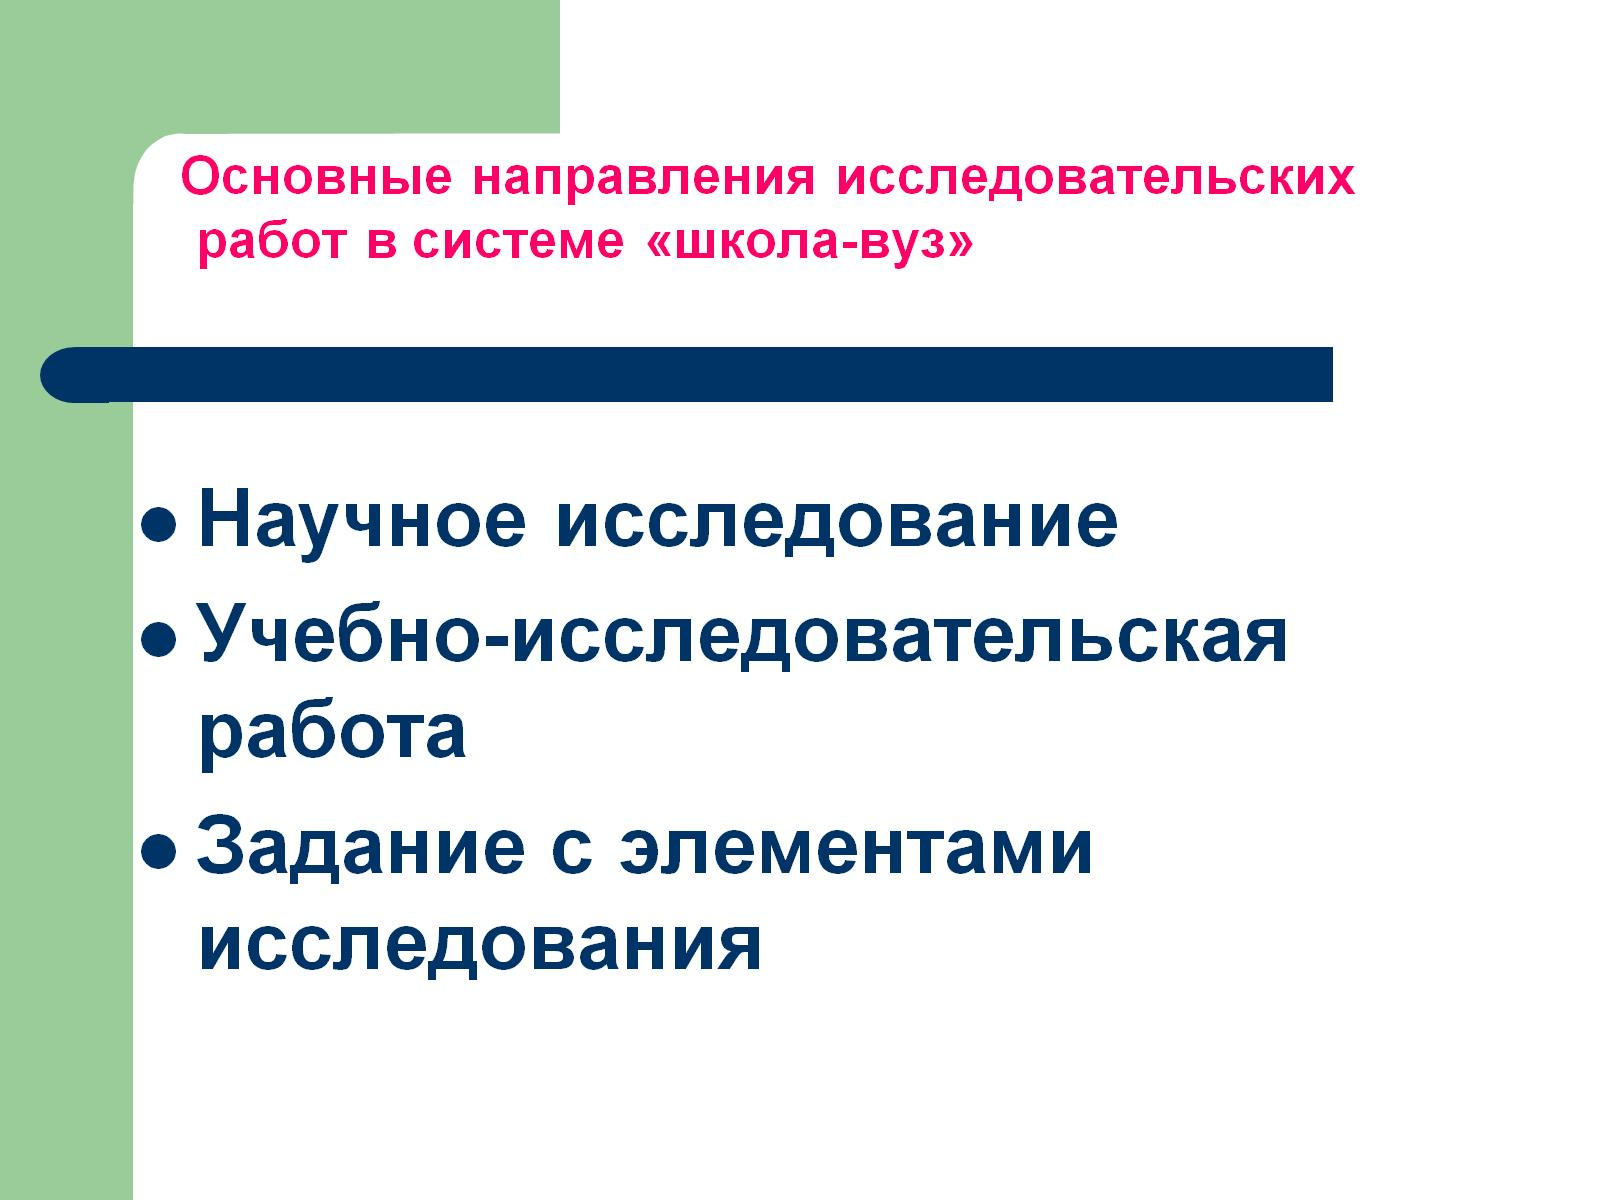 Основные направления исследовательских
работ в системе «школа-вуз»
Научное исследование
Учебно-исследовательская
работа
Задание с элементами
исследования